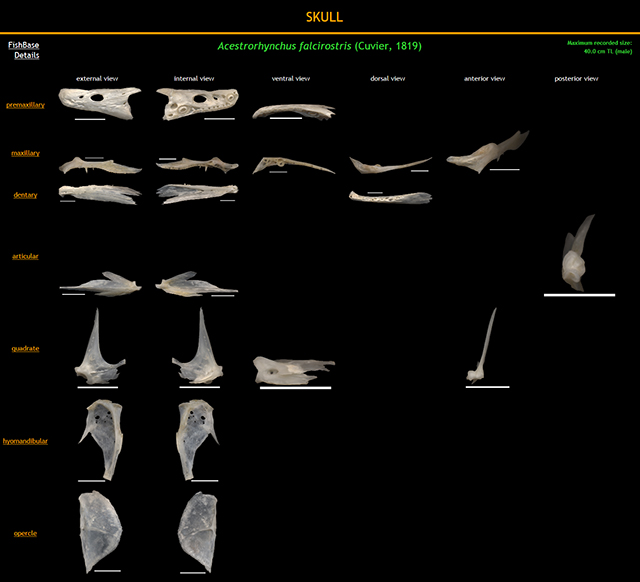 SKULL
FishBase
Details
Acestrorhynchus falcirostris (Cuvier, 1819)
Maximum recorded size:
40.0 cm TL (male)
external view internal view ventral view dorsal view anterior view posterior view
premaxillary
maxillary
dentary
articular
quadrate
hyomandibular
opercle